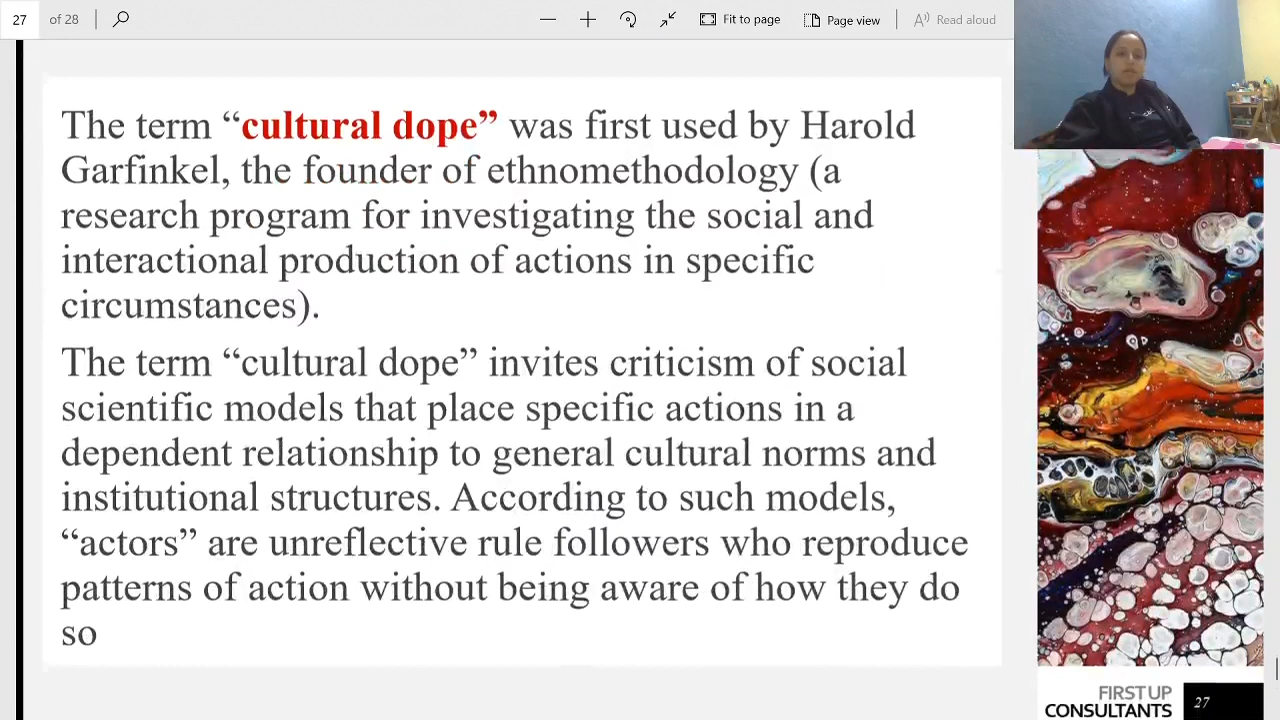 27 of 28
Fit to page
Page view
Read aloud
The term “cultural dope” was first used by Harold
Garfinkel, the founder of ethnomethodology (a
research program for investigating the social and
interactional production of actions in specific
circumstances).
The term “cultural dope” invites criticism of social
scientific models that place specific actions in a
dependent relationship to general cultural norms and
institutional structures. According to such models,
“actors” are unreflective rule followers who reproduce
patterns of action without being aware of how they do
so
FIRST UP
CONSULTANTS
27